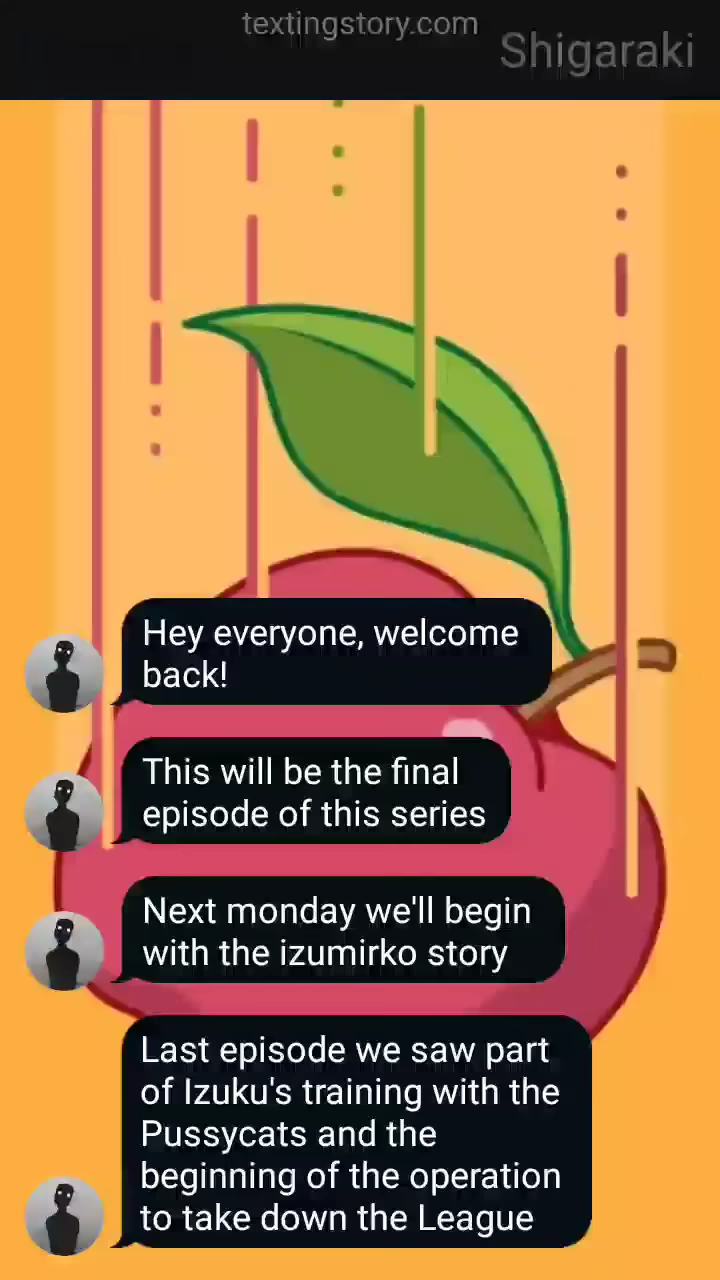 textingstory.com
Shigaraki
Hey everyone, welcome
back!
This will be the final
episode of this series
Next monday we'll begin
with the izumirko story
Last episode we saw part
of Izuku's training with the
Pussycats and the
beginning of the operation
to take down the League